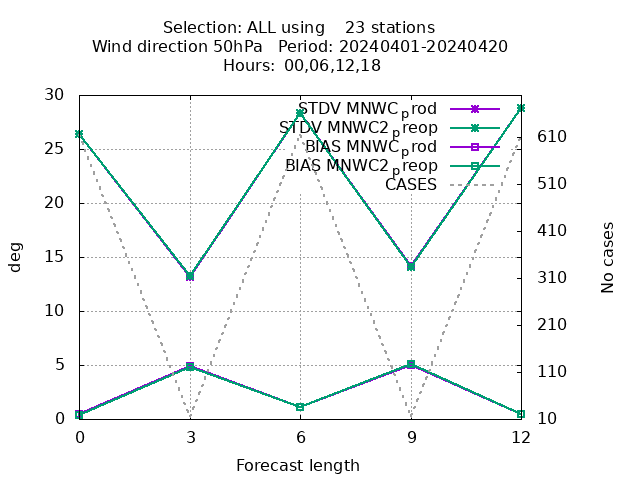 Selection: ALL using 23 stations
Wind direction 50hPa Period: 20240401-20240420
Hours: 00,06,12,18
30
25
20
15
10
5
0
deg
STDV MNWC_prod
STDV MNWC2_preop
BIAS MNWC_prod
BIAS MNWC2_preop
CASES
610
510
410
310
210
110
10
No cases
0 3 6 9 12
Forecast length